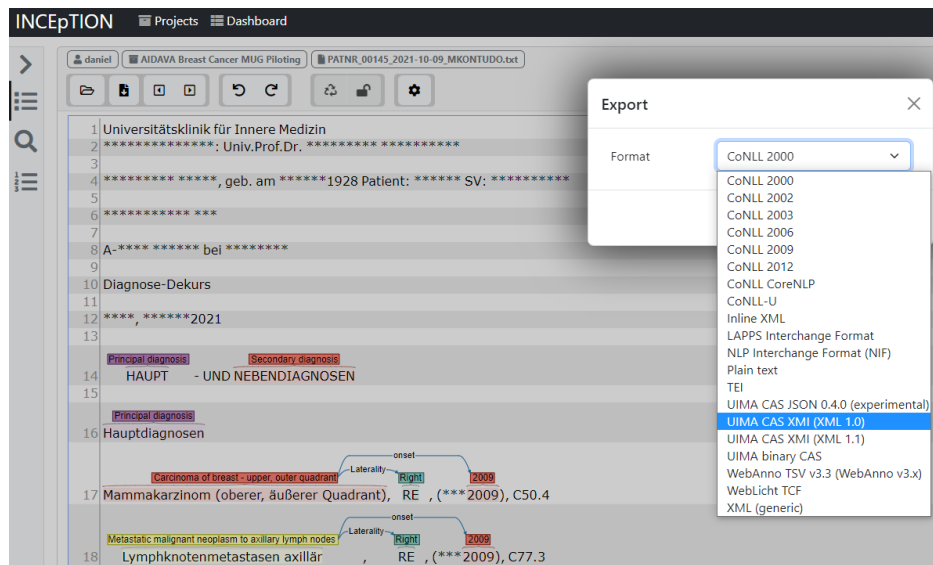 INCEpTION Projects Dashboard
daniel AIDAVA Breast Cancer MUG Piloting PATNR_00145_2021-10-09_MKONTUDO.txt
1 Universitätsklinik für Innere Medizin
2 **************: Univ.Prof.Dr. ********* **********
3
4 ********* *****, geb. am ******1928 Patient: ****** SV: **********
5
6 *********** ***
7
8 A-**** ****** bei ********
9
10 Diagnose-Dekurs
11
12 ****, ******2021
13
Principal diagnosis Secondary diagnosis
14 HAUPT - UND NEBENDIAGNOSEN
15
Principal diagnosis
16 Hauptdiagnosen
onset
Laterality
Carcinoma of breast - upper, outer quadrant Right 2009
17 Mammakarzinom (oberer, äußerer Quadrant), RE , (***2009), C50.4
onset
Laterality
Metastatic malignant neoplasm to axillary lymph nodes Right 2009
18 Lymphknotenmetastasen axillär , RE , (***2009), C77.3
Export
Format CoNLL 2000
CoNLL 2000
CoNLL 2002
CoNLL 2003
CoNLL 2006
CoNLL 2009
CoNLL 2012
CoNLL CoreNLP
CoNLL-U
Inline XML
LAPPS Interchange Format
NLP Interchange Format (NIF)
Plain text
TEI
UIMA CAS JSON 0.4.0 (experimental)
UIMA CAS XMI (XML 1.0)
UIMA CAS XMI (XML 1.1)
UIMA binary CAS
WebAnno TSV v3.3 (WebAnno v3.x)
WebLicht TCF
XML (generic)